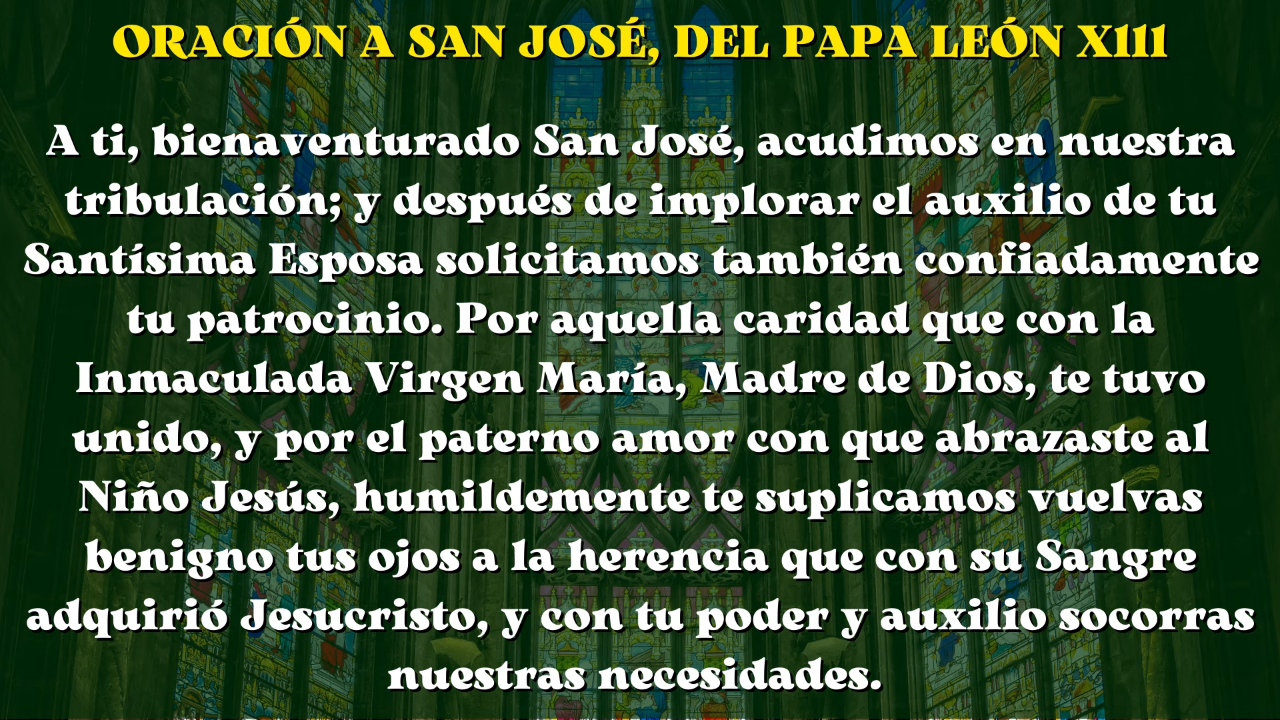 ORACIÓN A SAN JOSÉ, DEL PAPA LEÓN X111
A ti, bienaventurado San José, acudimos en nuestra
tribulación; y después de implorar el auxilio de tu
Santísima Esposa solicitamos también confiadamente
tu patrocinio. Por aquella caridad que con la
Inmaculada Virgen María, Madre de Dios, te tuvo
unido, y por el paterno amor con que abrazaste al
Niño Jesús, humildemente te suplicamos vuelvas
benigno tus ojos a la herencia que con su Sangre
adquirió Jesucristo, y con tu poder y auxilio socorras
nuestras necesidades.